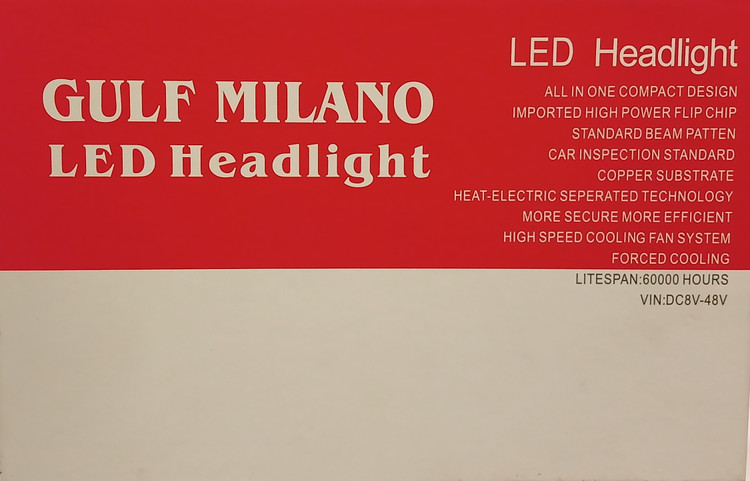 GULF MILANO
LED Headlight
LED Headlight
ALL IN ONE COMPACT DESIGN
IMPORTED HIGH POWER FLIP CHIP
STANDARD BEAM PATTEN
CAR INSPECTION STANDARD
COPPER SUBSTRATE
HEAT-ELECTRIC SEPERATED TECHNOLOGY
MORE SECURE MORE EFFICIENT
HIGH SPEED COOLING FAN SYSTEM
FORCED COOLING
LITESPAN:60000 HOURS
VIN:DC8V-48V